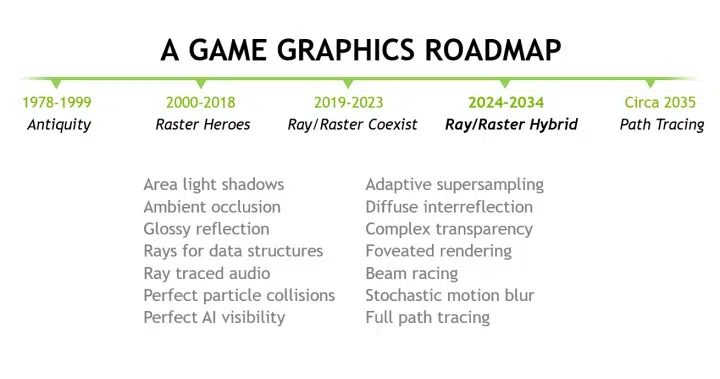 A GAME GRAPHICS ROADMAP
1978-1999
Antiquity
2000-2018
Raster Heroes
2019-2023
Ray/Raster Coexist
2024-2034
Ray/Raster Hybrid
Circa 2035
Path Tracing
Area light shadows
Ambient occlusion
Glossy reflection
Rays for data structures
Ray traced audio
Perfect particle collisions
Perfect AI visibility
Adaptive supersampling
Diffuse interreflection
Complex transparency
Foveated rendering
Beam racing
Stochastic motion blur
Full path tracing